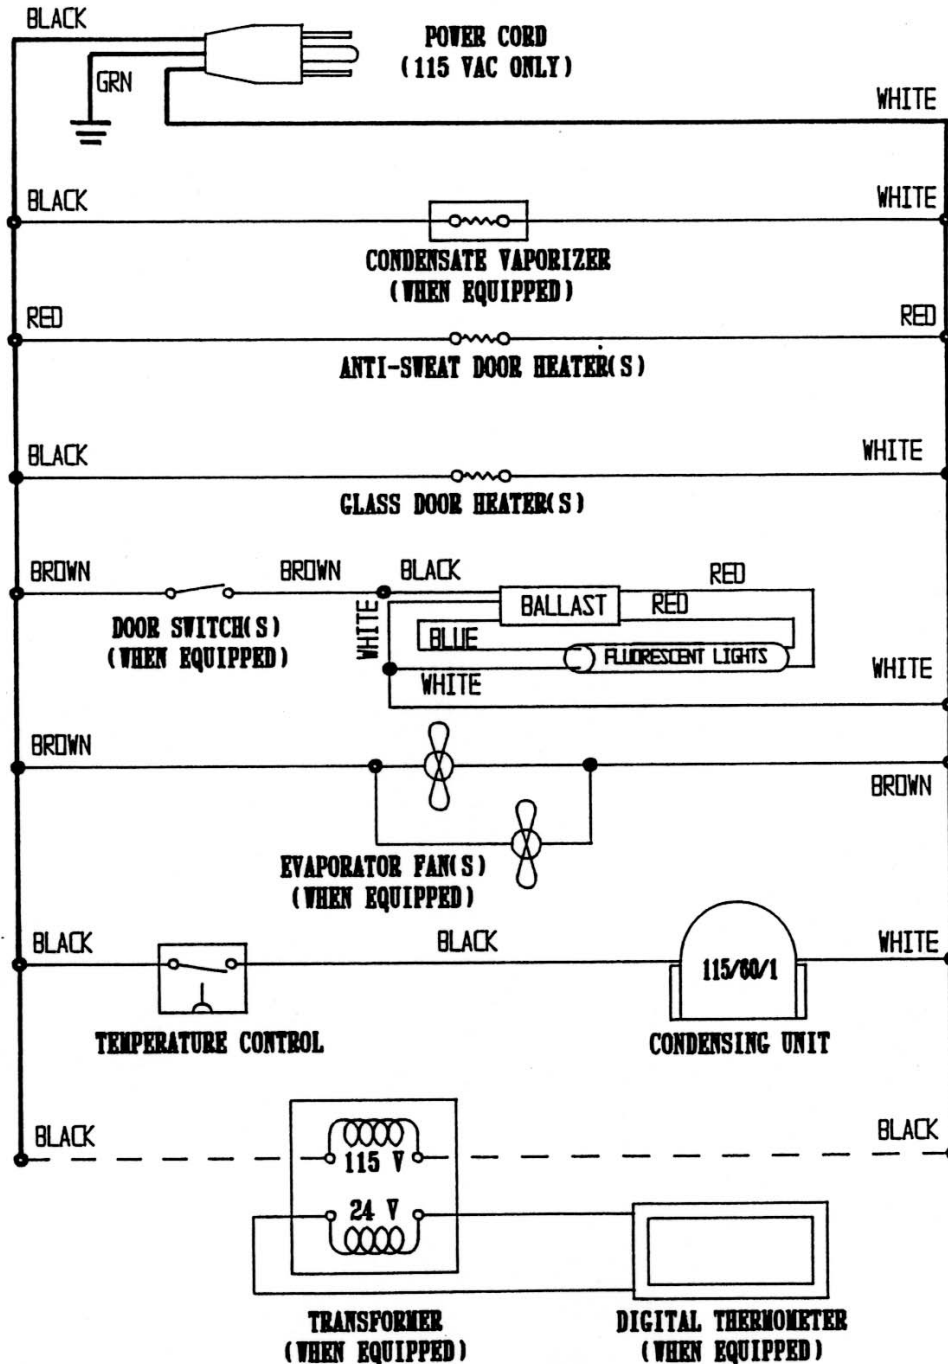 BLACK
POWER CORD
(115 VAC ONLY)
GRN
WHITE
BLACK
WHITE
CONDENSATE VAPORIZER
(WHEN EQUIPPED)
RED
RED
ANTI-SWEAT DOOR HEATER(S)
BLACK
WHITE
GLASS DOOR HEATER(S)
BROWN
BROWN
BLACK
RED
BALLAST
RED
DOOR SWITCH(S)
(WHEN EQUIPPED)
WHITE
BLUE
FLUORESCENT LIGHTS
WHITE
WHITE
BROWN
BROWN
EVAPORATOR FAN(S)
(WHEN EQUIPPED)
BLACK
BLACK
WHITE
115/60/1
TEMPERATURE CONTROL
CONDENSING UNIT
BLACK
BLACK
115 V
24 V
TRANSFORMER
(WHEN EQUIPPED)
DIGITAL THERMOMETER
(WHEN EQUIPPED)